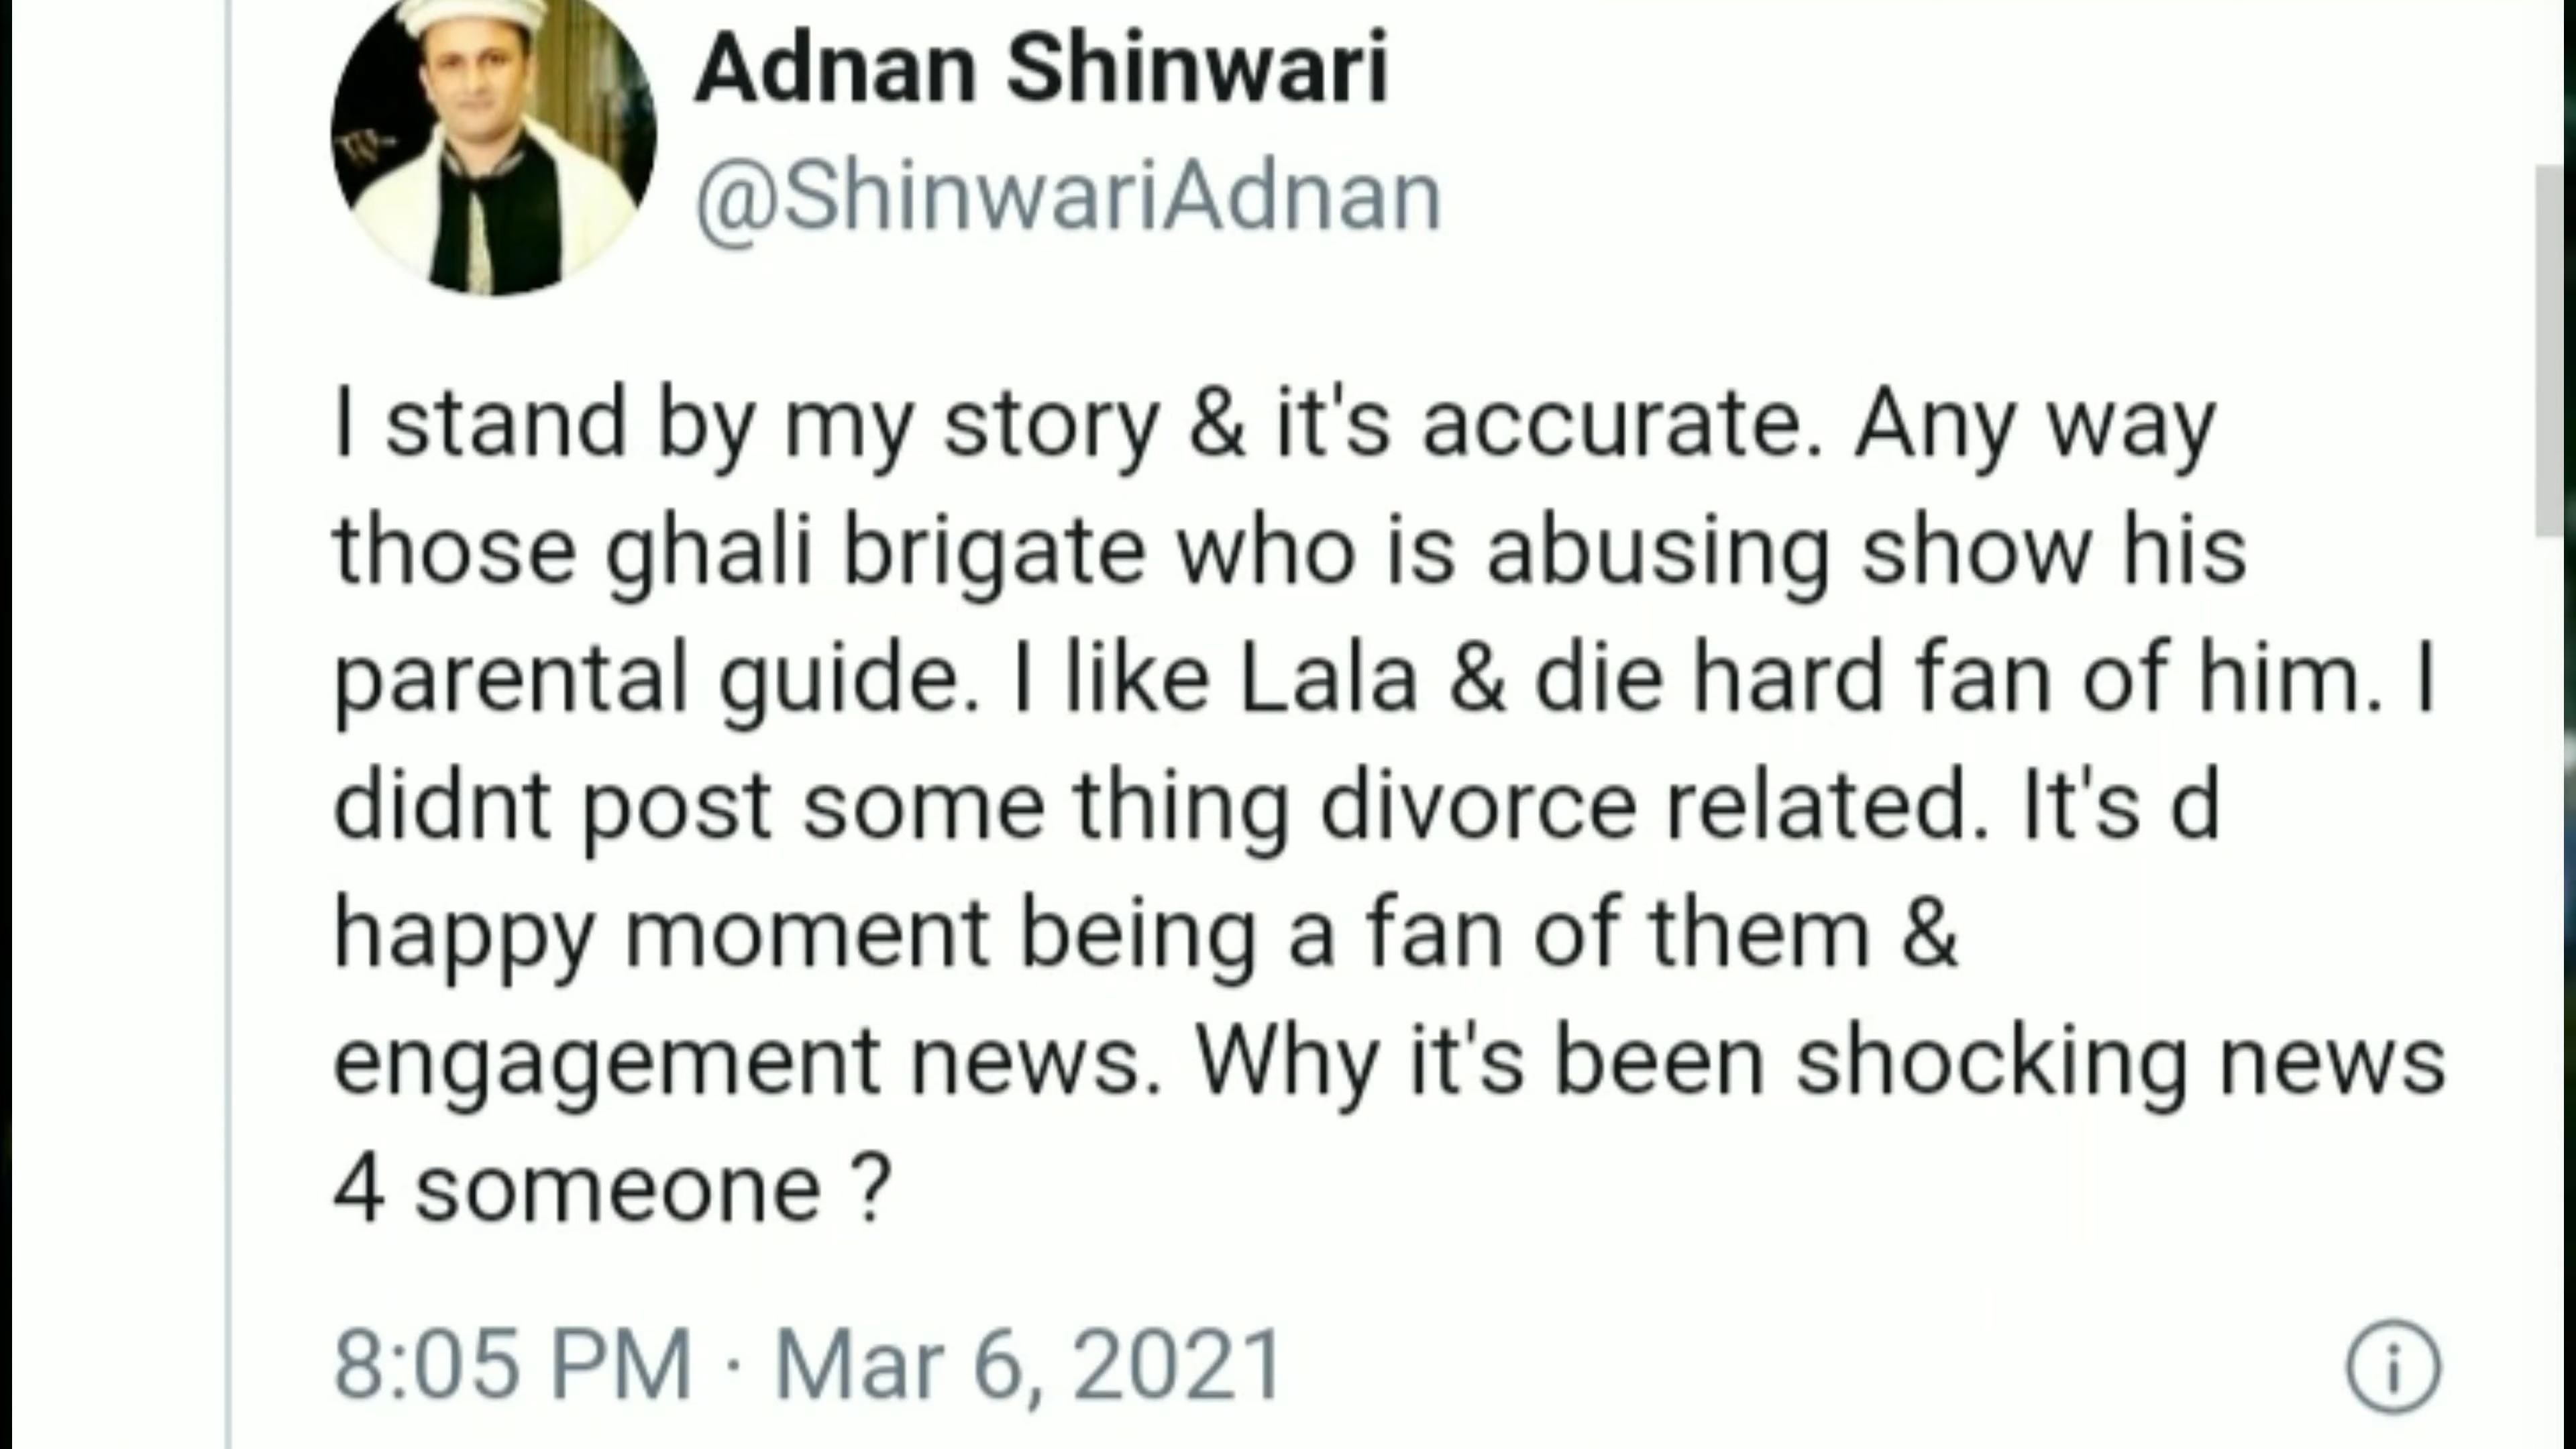 Adnan Shinwari
@ShinwariAdnan
I stand by my story & it's accurate. Any way
those ghali brigate who is abusing show his
parental guide. I like Lala & die hard fan of him. I
didnt post some thing divorce related. It's d
happy moment being a fan of them &
engagement news. Why it's been shocking news
4 someone ?
8:05 PM · Mar 6, 2021